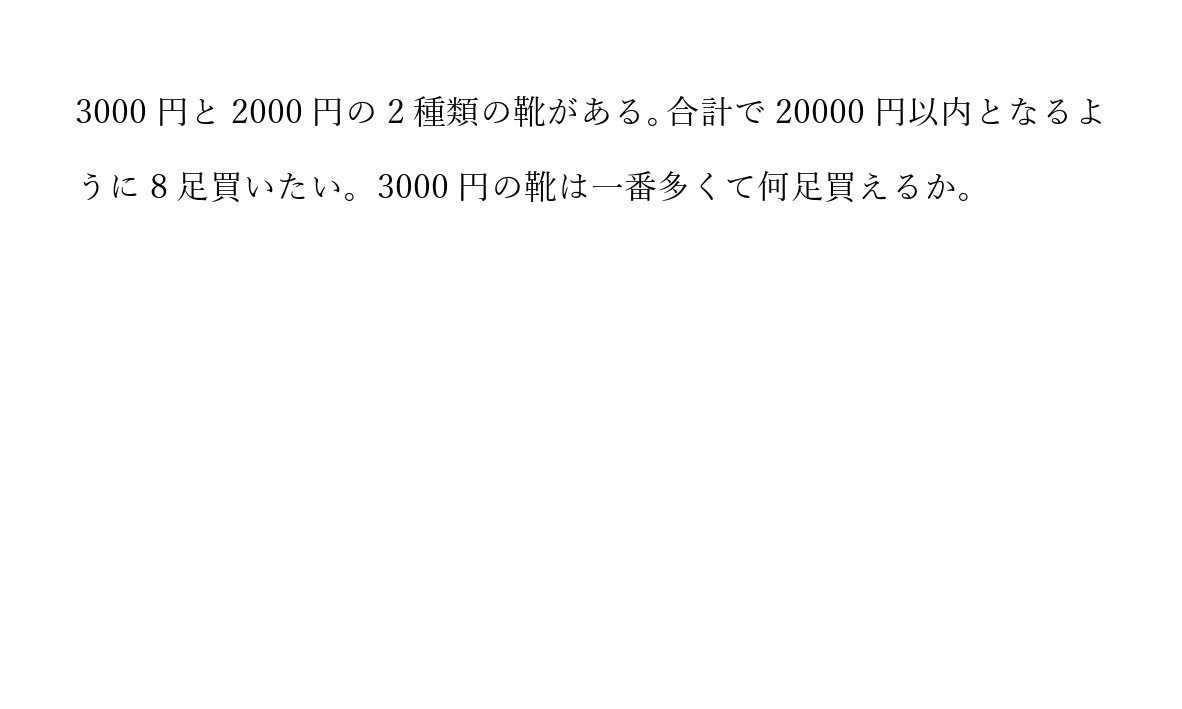 3000 円と 2000 円の 2 種類の靴がある。合計で 20000 円以内となるよ
うに 8 足買いたい。3000 円の靴は一番多くて何足買えるか。